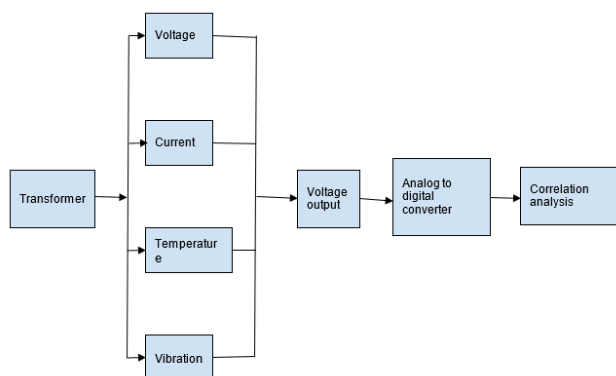 Voltage
Current
Transformer
Temperatur
e
Vibration
Voltage
output
Analog to
digital
converter
Correlation
analysis